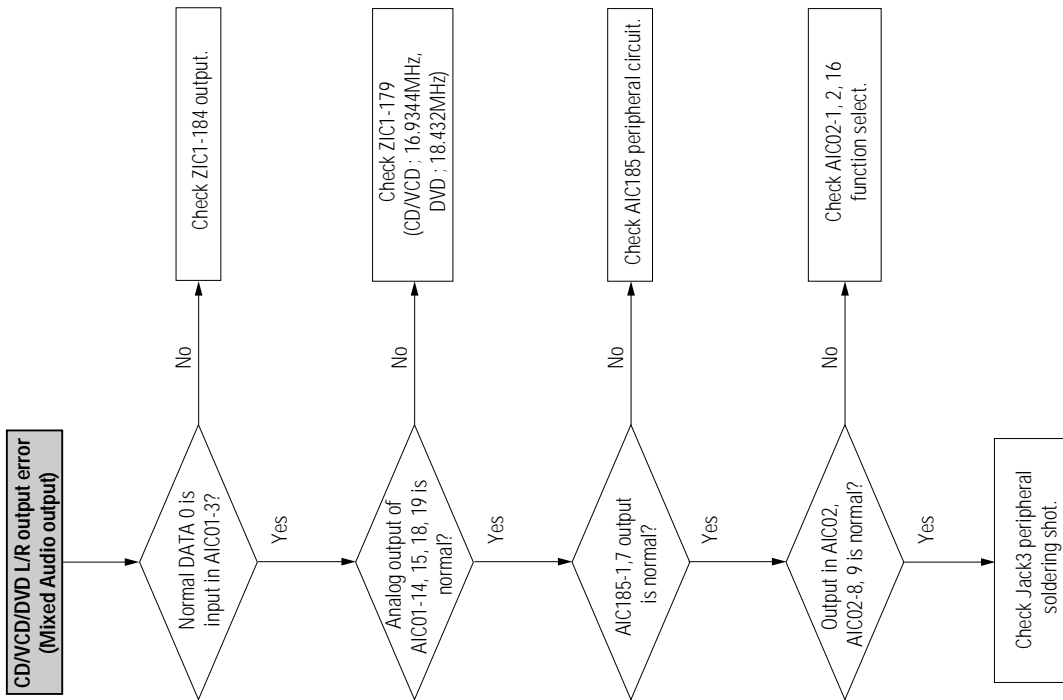 CD/VCD/DVD L/R output error
(Mixed Audio output)
Normal DATA 0 is
input in AIC01-3?
No
Check ZIC1-184 output.
Yes
Analog output of
AIC01-14, 15, 18, 19 is
normal?
No
Check ZIC1-179
(CD/VCD ; 16.9344MHz,
DVD ; 18.432MHz)
Yes
AIC185-1,7 output
is normal?
No
Check AIC185 peripheral circuit.
Yes
Output in AIC02,
AIC02-8, 9 is normal?
No
Check AIC02-1, 2, 16
function select.
Yes
Check Jack3 peripheral
soldering shot.